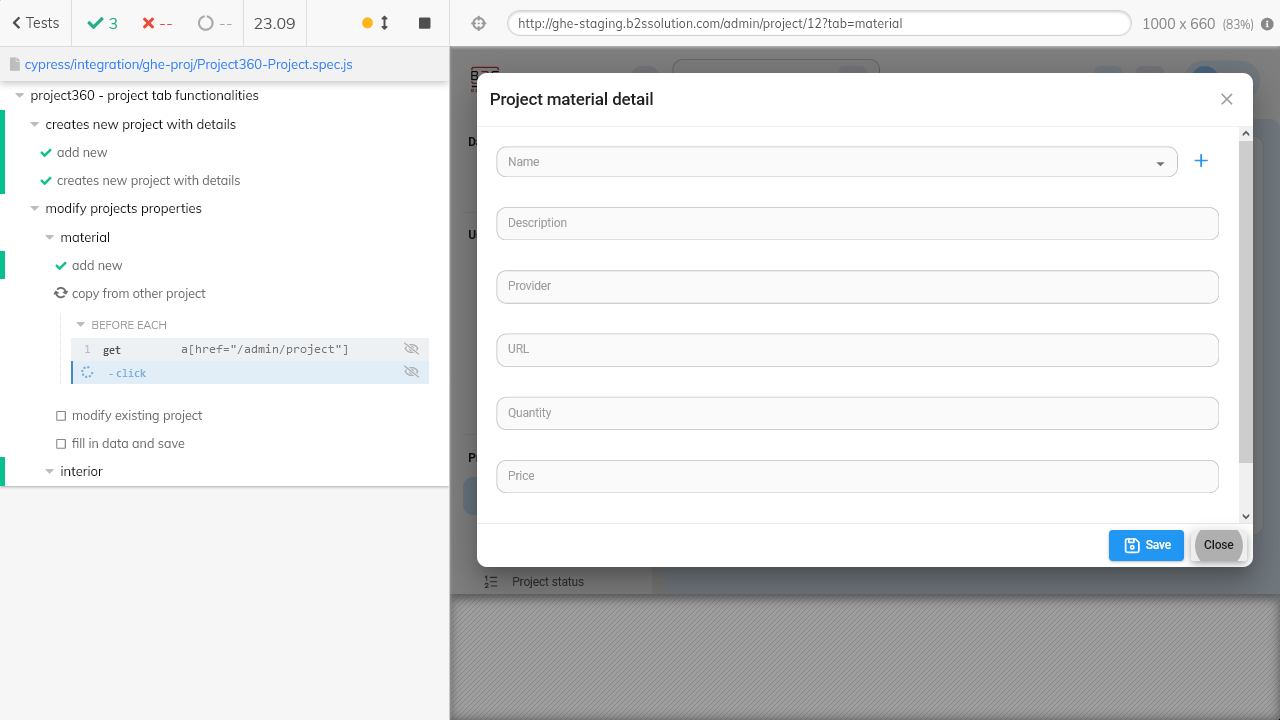 Tests
3
--
--
23.09
http://ghe-staging.b2ssolution.com/admin/project/12?tab=material
1000 x 660 (83%)
cypress/integration/ghe-proj/Project360-Project.spec.js
project360 - project tab functionalities
creates new project with details
add new
creates new project with details
modify projects properties
material
add new
copy from other project
BEFORE EACH
1 get a[href="/admin/project"]
-click
modify existing project
fill in data and save
interior
Project material detail
Name
Description
Provider
URL
Quantity
Price
Save
Close
Project status